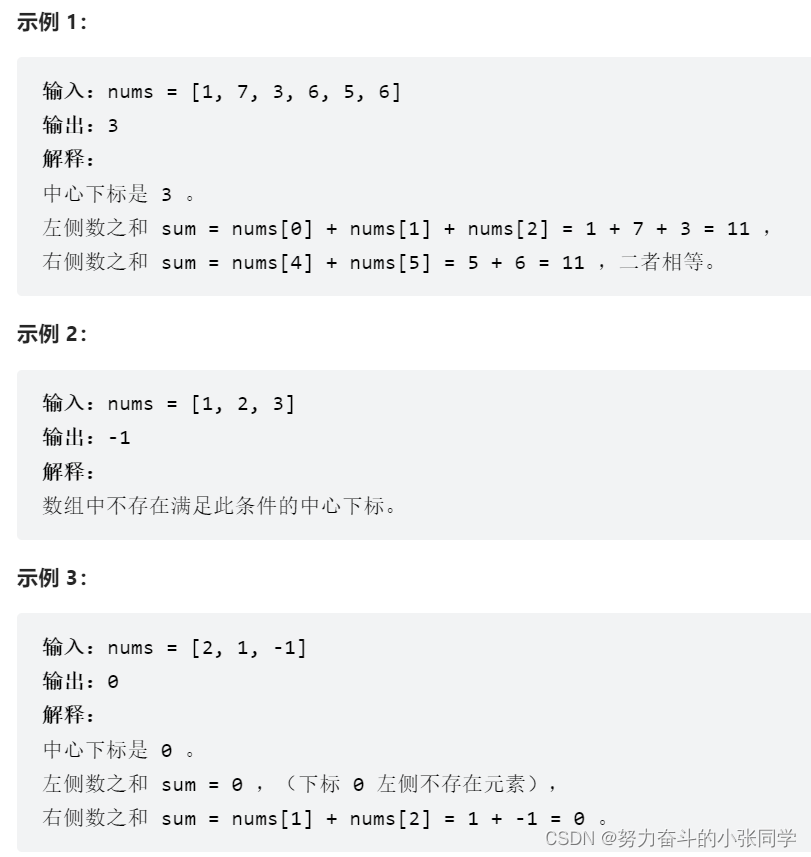 示例 1：
输入：nums = [1, 7, 3, 6, 5, 6]
输出：3
解释：
中心下标是 3 。
左侧数之和 sum = nums[0] + nums[1] + nums[2] = 1 + 7 + 3 = 11 ，
右侧数之和 sum = nums[4] + nums[5] = 5 + 6 = 11 ，二者相等。
示例 2：
输入：nums = [1, 2, 3]
输出：-1
解释：
数组中不存在满足此条件的中心下标。
示例 3：
输入：nums = [2, 1, -1]
输出：0
解释：
中心下标是 0 。
左侧数之和 sum = 0 ，（下标 0 左侧不存在元素），
右侧数之和 sum = nums[1] + nums[2] = 1 + -1 = 0 。
CSDN @努力奋斗的小张同学